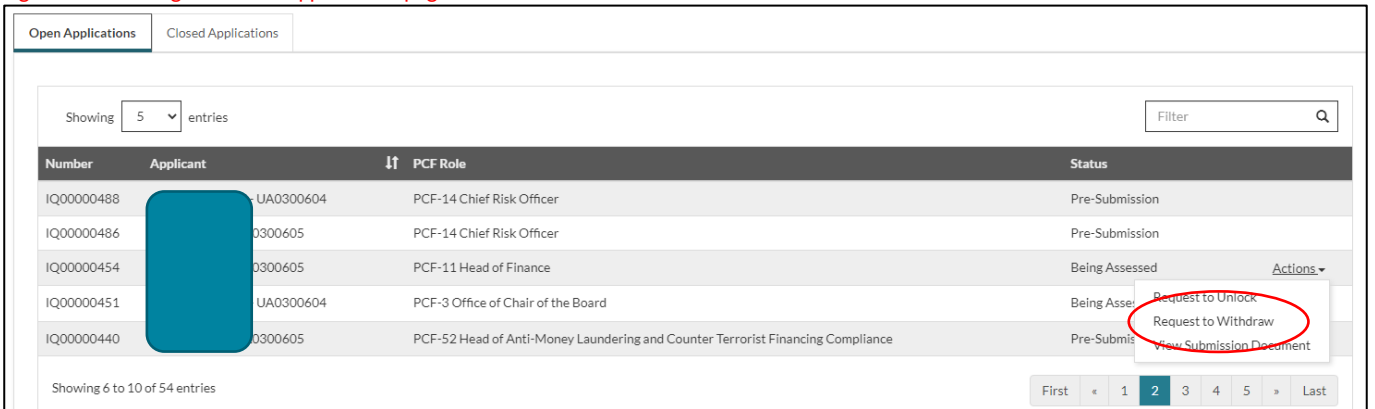 Open Applications Closed Applications
Showing 5 entries Filter
Number Applicant PCF Role Status
IQ00000488 - UA0300604 PCF-14 Chief Risk Officer Pre-Submission
IQ00000486 0300605 PCF-14 Chief Risk Officer Pre-Submission
IQ00000454 0300605 PCF-11 Head of Finance Being Assessed Actions
IQ00000451 UA0300604 PCF-3 Office of Chair of the Board Being Asse Request to Unlock
Request to Withdraw
IQ00000440 0300605 PCF-52 Head of Anti-Money Laundering and Counter Terrorist Financing Compliance Pre-Submis View Submission Document
Showing 6 to 10 of 54 entries First « 1 2 3 4 5 » Last